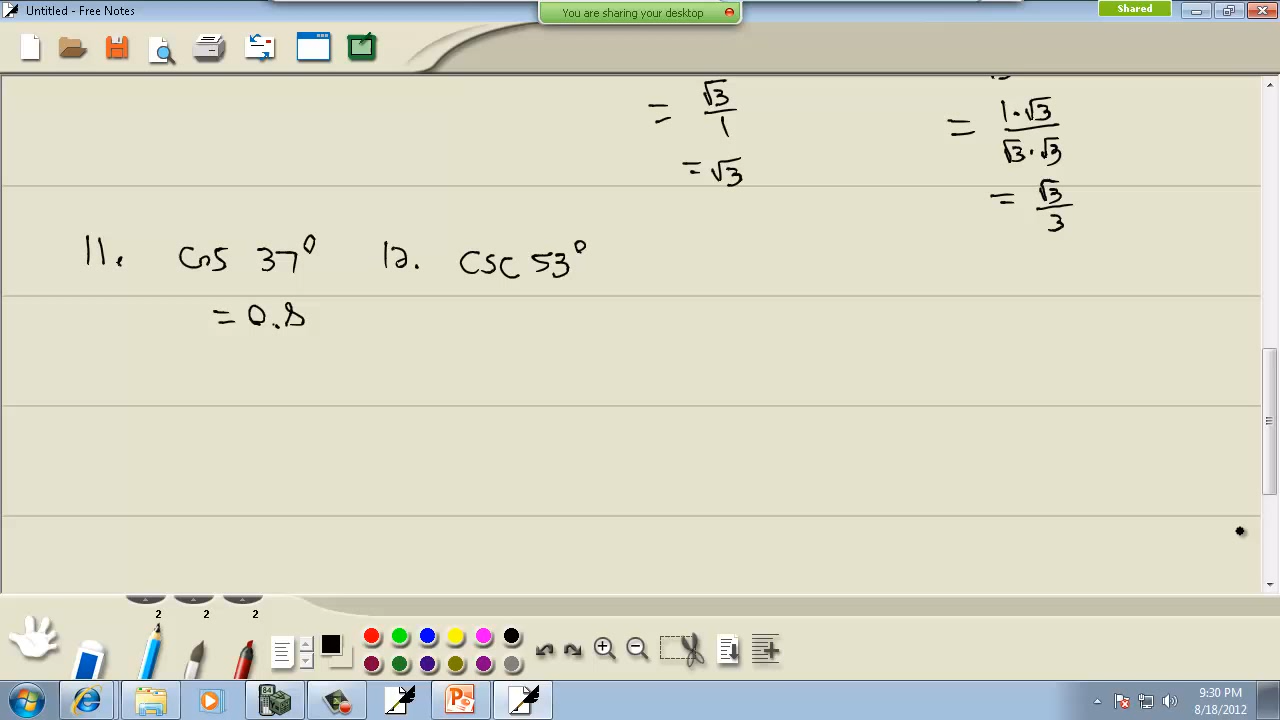 Untitled - Free Notes
You are sharing your desktop
Shared
= √3/1
= √3
= 1·√3/√3·√3
= √3/3
11. cos 37°
= 0.8
12. csc 53°
2 2 2
84
9:30 PM
8/18/2012